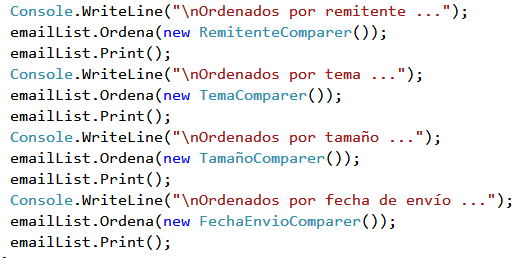 Console.WriteLine("\nOrdenados por remitente ...");
emailList.Ordena(new RemitenteComparer());
emailList.Print();
Console.WriteLine("\nOrdenados por tema ...");
emailList.Ordena(new TemaComparer());
emailList.Print();
Console.WriteLine("\nOrdenados por tamaño ...");
emailList.Ordena(new TamañoComparer());
emailList.Print();
Console.WriteLine("\nOrdenados por fecha de envío ...");
emailList.Ordena(new FechaEnvioComparer());
emailList.Print();